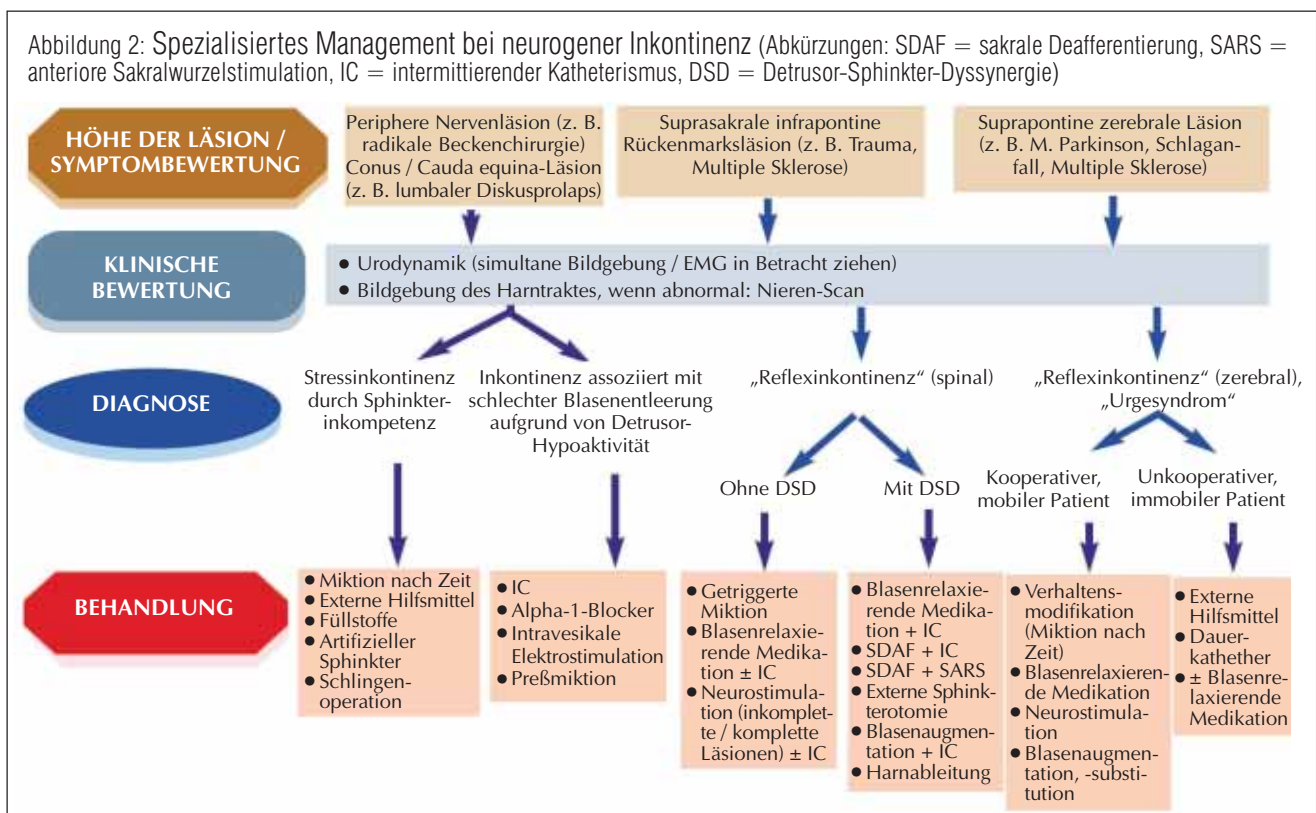 Abbildung 2: Spezialisiertes Management bei neurogener Inkontinenz (Abkürzungen: SDAF = sakrale Deafferentierung, SARS =
anteriore Sakralwurzelstimulation, IC = intermittierender Katheterismus, DSD = Detrusor-Sphinkter-Dyssynergie)
HÖHE DER LÄSION /
SYMPTOMBEWERTUNG
Periphere Nervenläsion (z. B.
radikale Beckenchirurgie)
Conus / Cauda equina-Läsion
(z. B. lumbaler Diskusprolaps)
Suprasakrale infrapontine
Rückenmarksläsion (z. B. Trauma,
Multiple Sklerose)
Suprapontine zerebrale Läsion
(z. B. M. Parkinson, Schlagan-
fall, Multiple Sklerose)
KLINISCHE
BEWERTUNG
● Urodynamik (simultane Bildgebung / EMG in Betracht ziehen)
● Bildgebung des Harntraktes, wenn abnormal: Nieren-Scan
DIAGNOSE
Stressinkontinenz
durch Sphinkter-
inkompetenz
Inkontinenz assoziiert mit
schlechter Blasenentleerung
aufgrund von Detrusor-
Hypoaktivität
„Reflexinkontinenz“ (spinal)
„Reflexinkontinenz“ (zerebral),
„Urgesyndrom“
Ohne DSD
Mit DSD
Kooperativer,
mobiler Patient
Unkooperativer,
immobiler Patient
BEHANDLUNG
● Miktion nach Zeit
● Externe Hilfsmittel
● Füllstoffe
● Artifizieller
Sphinkter
● Schlingen-
operation
● IC
● Alpha-1-Blocker
● Intravesikale
Elektrostimulation
● Preßmiktion
● Getriggerte
Miktion
● Blasenrelaxie-
rende Medika-
tion ± IC
● Neurostimula-
tion (inkomplet-
te / komplette
Läsionen) ± IC
● Blasenrelaxie-
rende Medika-
tion + IC
● SDAF + IC
● SDAF + SARS
● Externe Sphink-
terotomie
● Blasenaugmen-
tation + IC
● Harnableitung
● Verhaltens-
modifikation
(Miktion nach
Zeit)
● Blasenrelaxieren-
de Medikation
● Neurostimula-
tion
● Blasenaugmen-
tation, -substi-
tution
● Externe
Hilfsmittel
● Dauer-
kathether
● ± Blasenre-
laxierende
Medikation